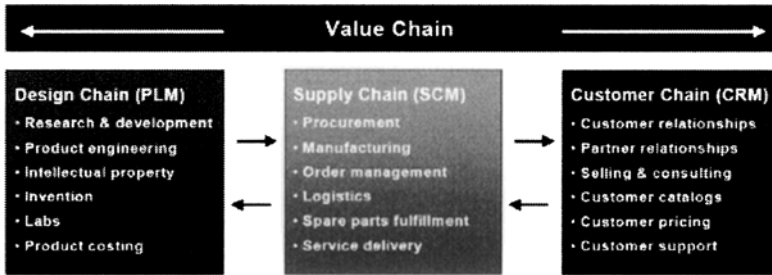 Value Chain
Design Chain (PLM)
• Research & development
• Product engineering
• Intellectual property
• Invention
• Labs
• Product costing
Supply Chain (SCM)
• Procurement
• Manufacturing
• Order management
• Logistics
• Spare parts fulfillment
• Service delivery
Customer Chain (CRM)
• Customer relationships
• Partner relationships
• Selling & consulting
• Customer catalogs
• Customer pricing
• Customer support